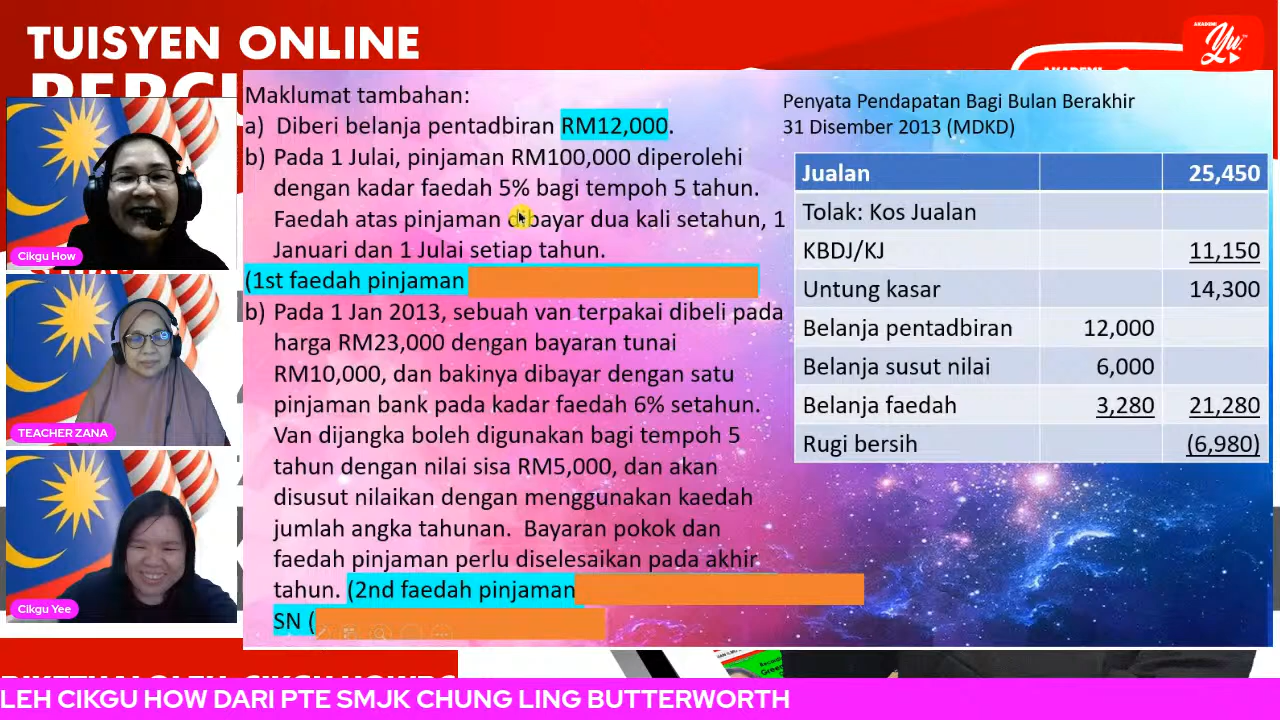 TUISYEN ONLINE
Maklumat tambahan:
a) Diberi belanja pentadbiran RM12,000.
b) Pada 1 Julai, pinjaman RM100,000 diperolehi
dengan kadar faedah 5% bagi tempoh 5 tahun.
Faedah atas pinjaman dibayar dua kali setahun, 1
Januari dan 1 Julai setiap tahun.
(1st faedah pinjaman
b) Pada 1 Jan 2013, sebuah van terpakai dibeli pada
harga RM23,000 dengan bayaran tunai
RM10,000, dan bakinya dibayar dengan satu
pinjaman bank pada kadar faedah 6% setahun.
Van dijangka boleh digunakan bagi tempoh 5
tahun dengan nilai sisa RM5,000, dan akan
disusut nilaikan dengan menggunakan kaedah
jumlah angka tahunan. Bayaran pokok dan
faedah pinjaman perlu diselesaikan pada akhir
tahun. (2nd faedah pinjaman
SN (
Penyata Pendapatan Bagi Bulan Berakhir
31 Disember 2013 (MDKD)
Jualan 25,450
Tolak: Kos Jualan
KBDJ/KJ 11,150
Untung kasar 14,300
Belanja pentadbiran 12,000
Belanja susut nilai 6,000
Belanja faedah 3,280 21,280
Rugi bersih (6,980)
AKADEMI
Yu
Cikgu How
TEACHER ZANA
Cikgu Yee
LEH CIKGU HOW DARI PTE SMJK CHUNG LING BUTTERWORTH